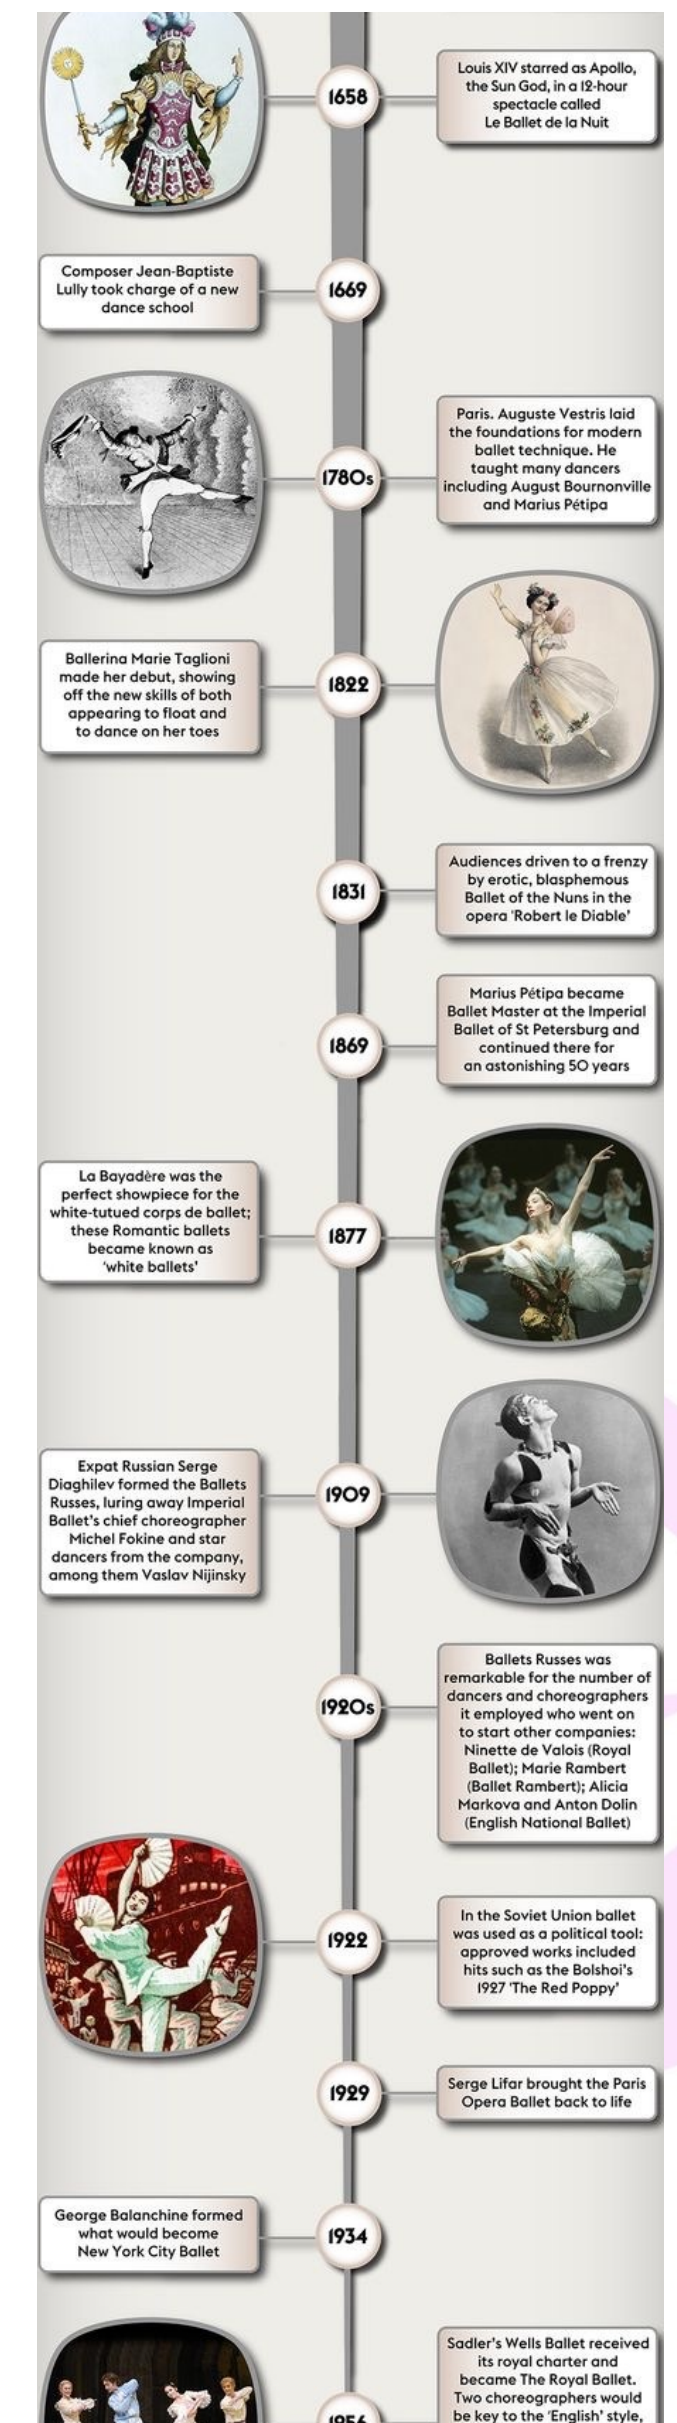 1658
Louis XIV starred as Apollo,
the Sun God, in a 12-hour
spectacle called
Le Ballet de la Nuit
Composer Jean-Baptiste
Lully took charge of a new
dance school
1669
1780s
Paris. Auguste Vestris laid
the foundations for modern
ballet technique. He
taught many dancers
including August Bournonville
and Marius Pétipa
Ballerina Marie Taglioni
made her debut, showing
off the new skills of both
appearing to float and
to dance on her toes
1822
1831
Audiences driven to a frenzy
by erotic, blasphemous
Ballet of the Nuns in the
opera 'Robert le Diable'
1869
Marius Pétipa became
Ballet Master at the Imperial
Ballet of St Petersburg and
continued there for
an astonishing 50 years
La Bayadère was the
perfect showpiece for the
white-tutued corps de ballet;
these Romantic ballets
became known as
'white ballets'
1877
Expat Russian Serge
Diaghilev formed the Ballets
Russes, luring away Imperial
Ballet's chief choreographer
Michel Fokine and star
dancers from the company,
among them Vaslav Nijinsky
1909
1920s
Ballets Russes was
remarkable for the number of
dancers and choreographers
it employed who went on
to start other companies:
Ninette de Valois (Royal
Ballet); Marie Rambert
(Ballet Rambert); Alicia
Markova and Anton Dolin
(English National Ballet)
1922
In the Soviet Union ballet
was used as a political tool:
approved works included
hits such as the Bolshoi's
1927 'The Red Poppy'
1929
Serge Lifar brought the Paris
Opera Ballet back to life
George Balanchine formed
what would become
New York City Ballet
1934
1956
Sadler's Wells Ballet received
its royal charter and
became The Royal Ballet.
Two choreographers would
be key to the 'English' style,